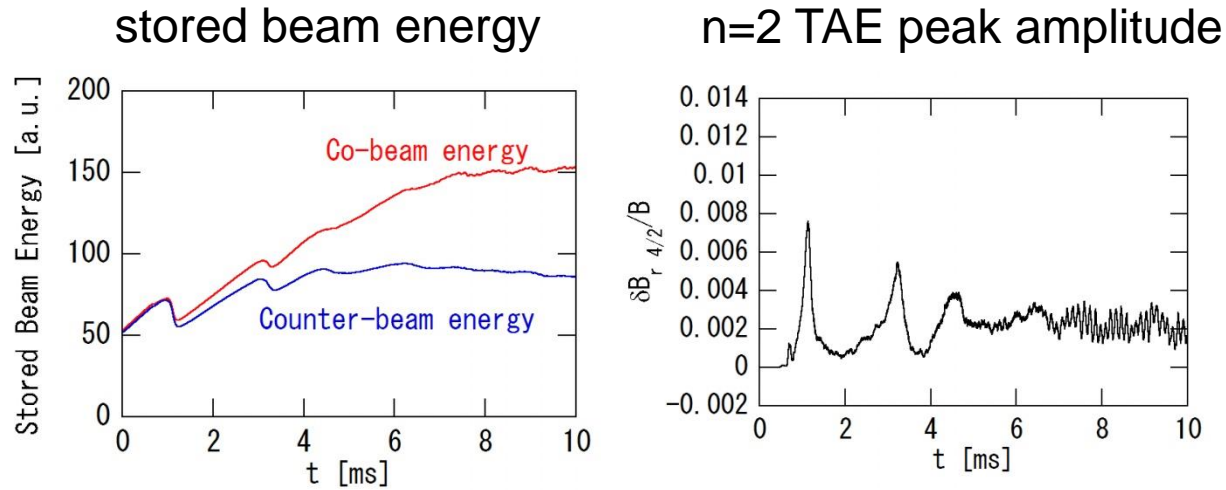 stored beam energy
n=2 TAE peak amplitude
Stored Beam Energy [a.u.]
200
150
100
50
0
Co-beam energy
Counter-beam energy
0 2 4 6 8 10
t [ms]
δB_r 4/2/B
0.014
0.012
0.01
0.008
0.006
0.004
0.002
0
-0.002
0 2 4 6 8 10
t [ms]